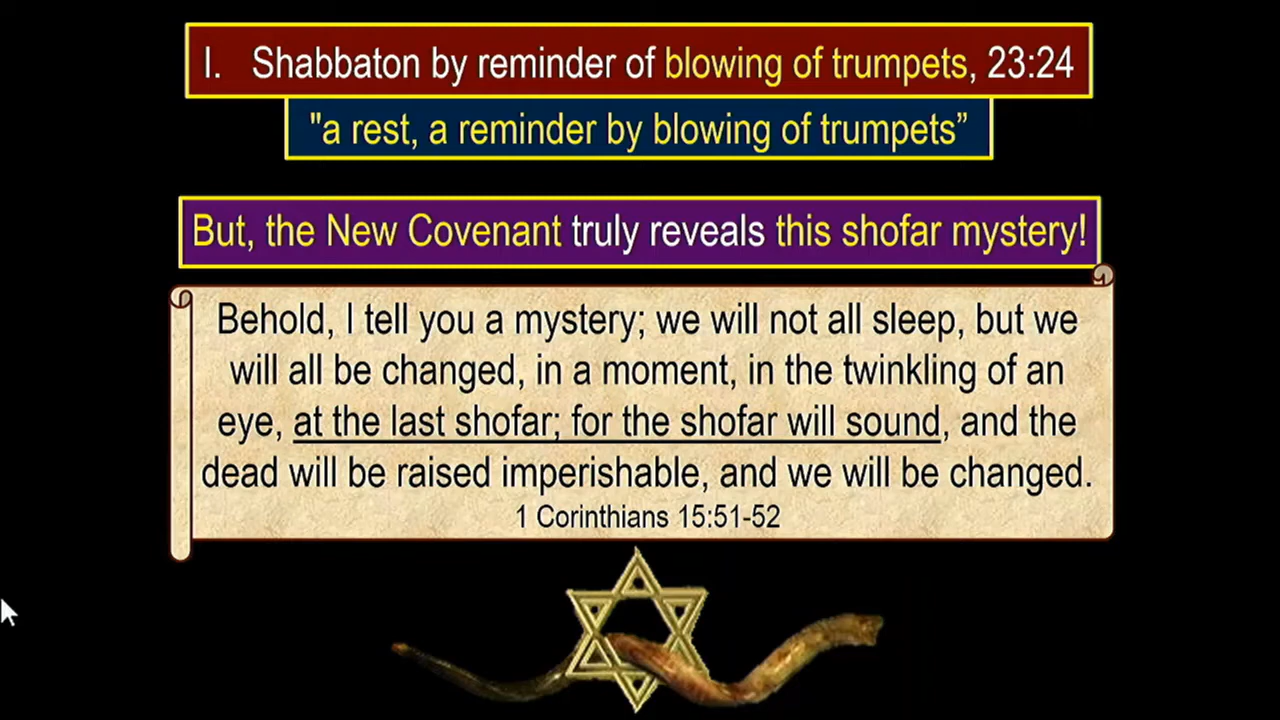 I. Shabbaton by reminder of blowing of trumpets, 23:24
"a rest, a reminder by blowing of trumpets”
But, the New Covenant truly reveals this shofar mystery!
Behold, I tell you a mystery; we will not all sleep, but we
will all be changed, in a moment, in the twinkling of an
eye, at the last shofar; for the shofar will sound, and the
dead will be raised imperishable, and we will be changed.
1 Corinthians 15:51-52